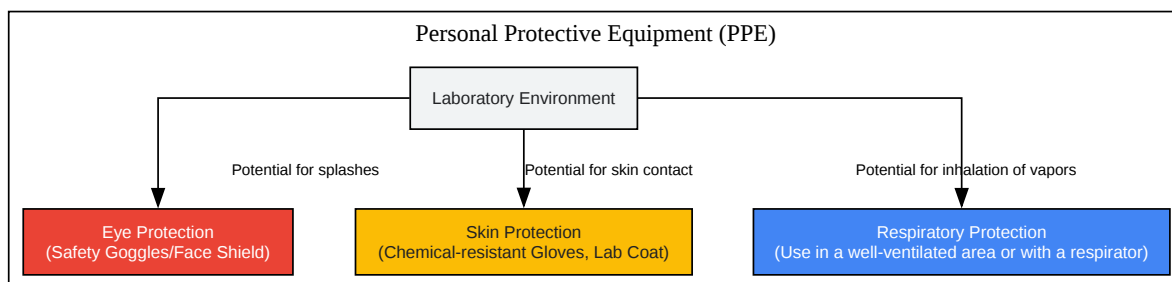 Personal Protective Equipment (PPE)
Laboratory Environment
Potential for splashes
Potential for skin contact
Potential for inhalation of vapors
Eye Protection
(Safety Goggles/Face Shield)
Skin Protection
(Chemical-resistant Gloves, Lab Coat)
Respiratory Protection
(Use in a well-ventilated area or with a respirator)